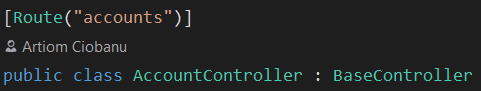 [Route("accounts")]
Artiom Ciobanu
public class AccountController : BaseController